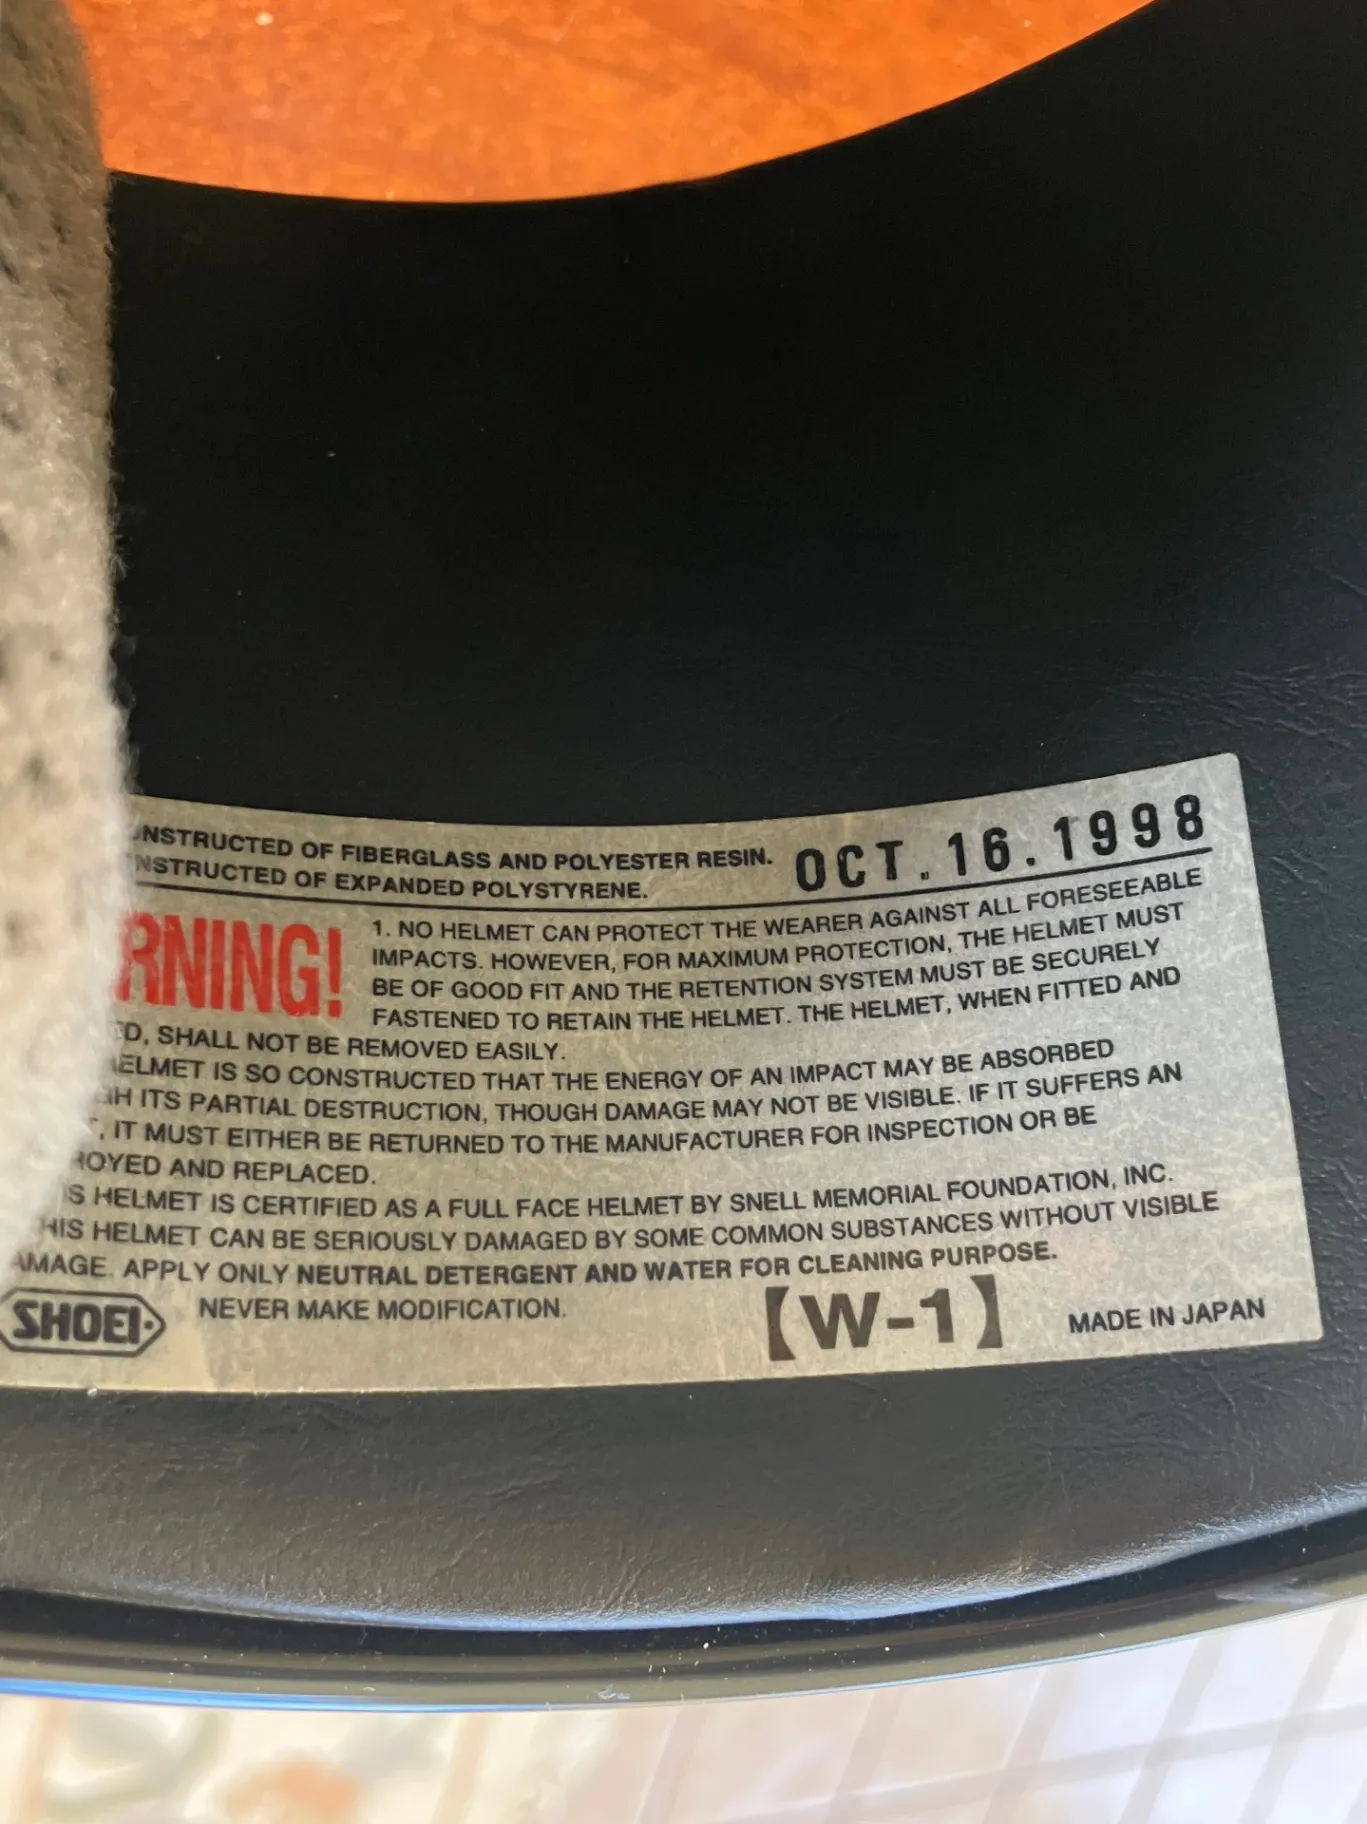 CONSTRUCTED OF FIBERGLASS AND POLYESTER RESIN. OCT. 16.1998
CONSTRUCTED OF EXPANDED POLYSTYRENE.
RNING! 1. NO HELMET CAN PROTECT THE WEARER AGAINST ALL FORESEEABLE
IMPACTS. HOWEVER, FOR MAXIMUM PROTECTION, THE HELMET MUST
BE OF GOOD FIT AND THE RETENTION SYSTEM MUST BE SECURELY
FASTENED TO RETAIN THE HELMET. THE HELMET, WHEN FITTED AND
ED, SHALL NOT BE REMOVED EASILY.
HELMET IS SO CONSTRUCTED THAT THE ENERGY OF AN IMPACT MAY BE ABSORBED
GH ITS PARTIAL DESTRUCTION, THOUGH DAMAGE MAY NOT BE VISIBLE. IF IT SUFFERS AN
, IT MUST EITHER BE RETURNED TO THE MANUFACTURER FOR INSPECTION OR BE
ROYED AND REPLACED.
IS HELMET IS CERTIFIED AS A FULL FACE HELMET BY SNELL MEMORIAL FOUNDATION, INC.
HIS HELMET CAN BE SERIOUSLY DAMAGED BY SOME COMMON SUBSTANCES WITHOUT VISIBLE
AMAGE. APPLY ONLY NEUTRAL DETERGENT AND WATER FOR CLEANING PURPOSE.
SHOEI NEVER MAKE MODIFICATION. 【W-1】 MADE IN JAPAN